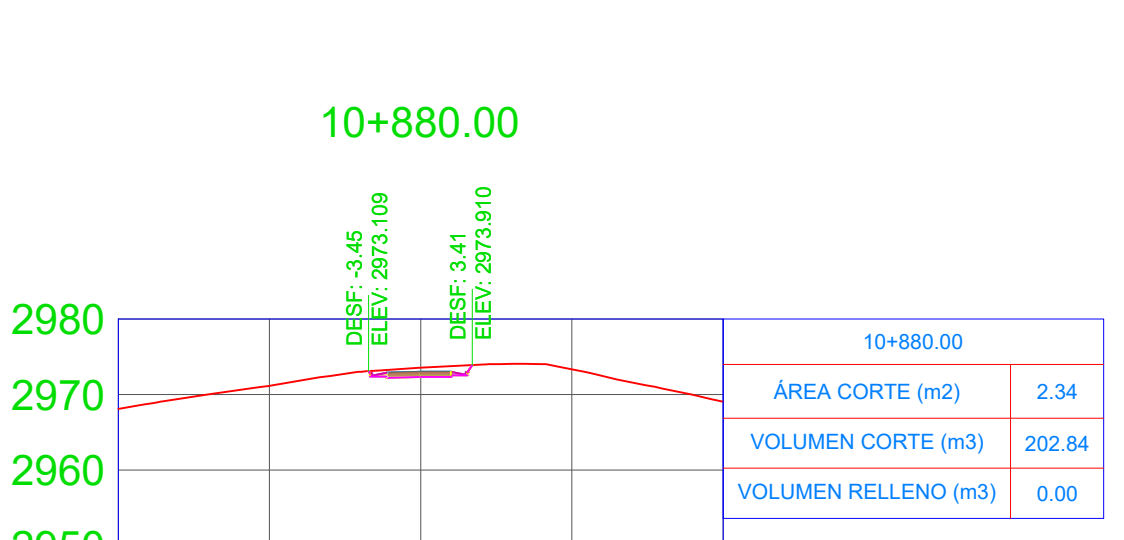 10+880.00
DESF: -3.45
ELEV: 2973.109
DESF: 3.41
ELEV: 2973.910
2980
2970
2960
2950
10+880.00
ÁREA CORTE (m2) 2.34
VOLUMEN CORTE (m3) 202.84
VOLUMEN RELLENO (m3) 0.00